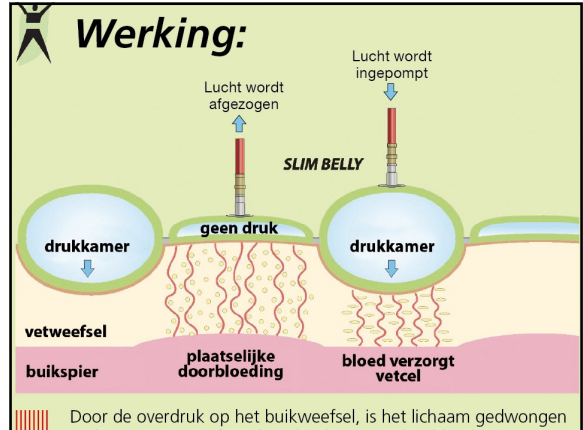 Werking:
Lucht wordt
afgezogen
Lucht wordt
ingepompt
SLIM BELLY
geen druk
drukkamer
drukkamer
vetweefsel
buikspier
plaatselijke
doorbloeding
bloed verzorgt
vetcel
Door de overdruk op het buikweefsel, is het lichaam gedwongen